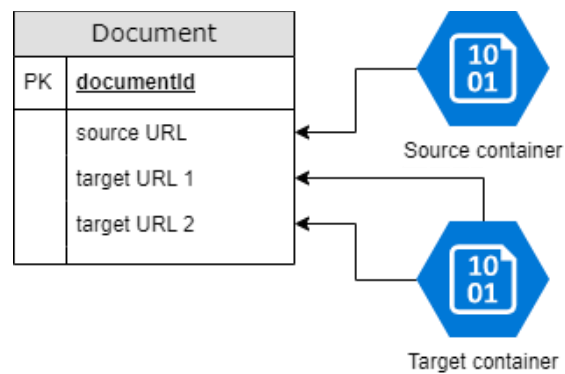 Document
PK documentId
source URL
target URL 1
target URL 2
10
01
Source container
10
01
Target container